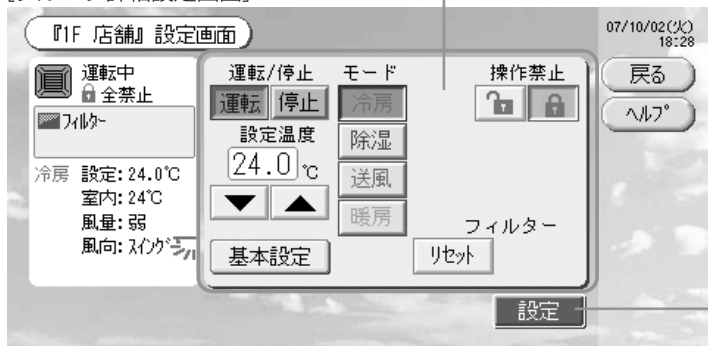 『1F 店舗』設定画面
07/10/02(火)
18:28
運転中
全禁止
フィルター
冷房 設定:24.0℃
室内:24℃
風量:弱
風向:スイング
運転/停止
運転 停止
設定温度
24.0℃
▼ ▲
基本設定
モード
冷房
除湿
送風
暖房
操作禁止
フィルター
リセット
戻る
ヘルプ
設定